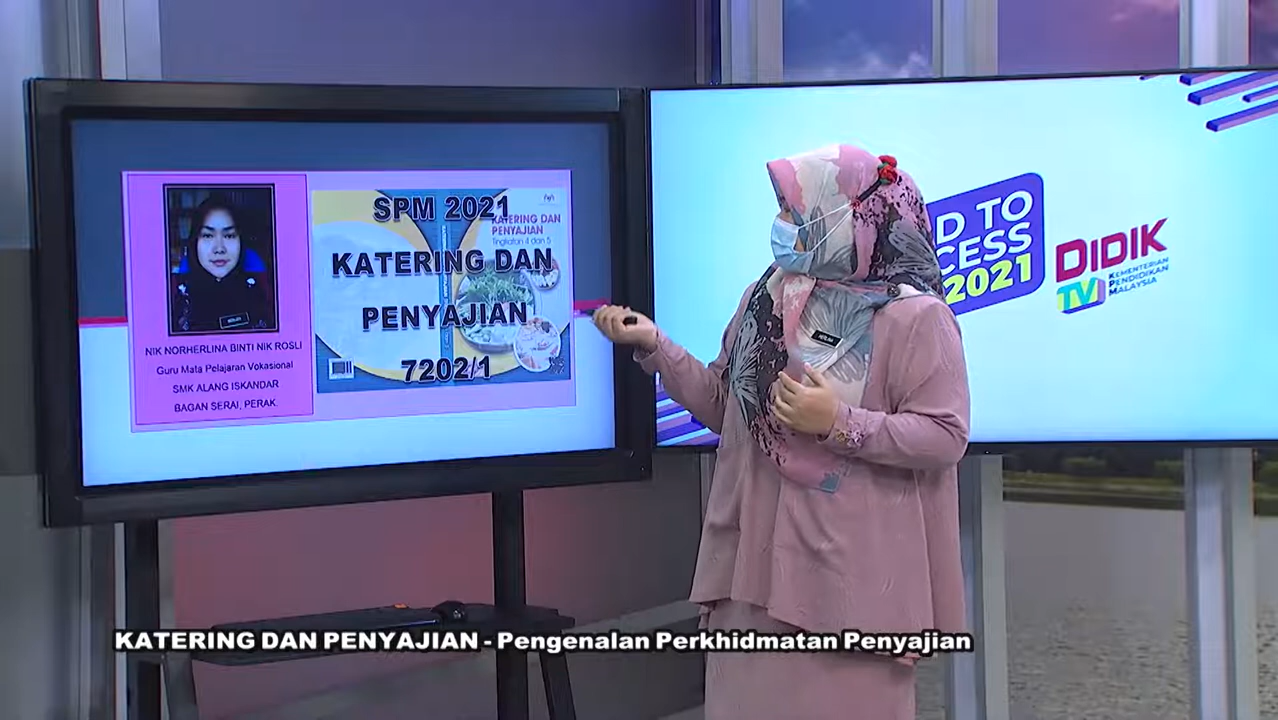 SPM 2021
KATERING DAN
PENYAJIAN
7202/1
KATERING DAN
PENYAJIAN
Tingkatan 4 dan 5
NIK NORHERLINA BINTI NIK ROSLI
Guru Mata Pelajaran Vokasional
SMK ALANG ISKANDAR
BAGAN SERAI, PERAK.
D TO
CESS
2021
DIDIK
TV
KEMENTERIAN
PENDIDIKAN
MALAYSIA
KATERING DAN PENYAJIAN - Pengenalan Perkhidmatan Penyajian